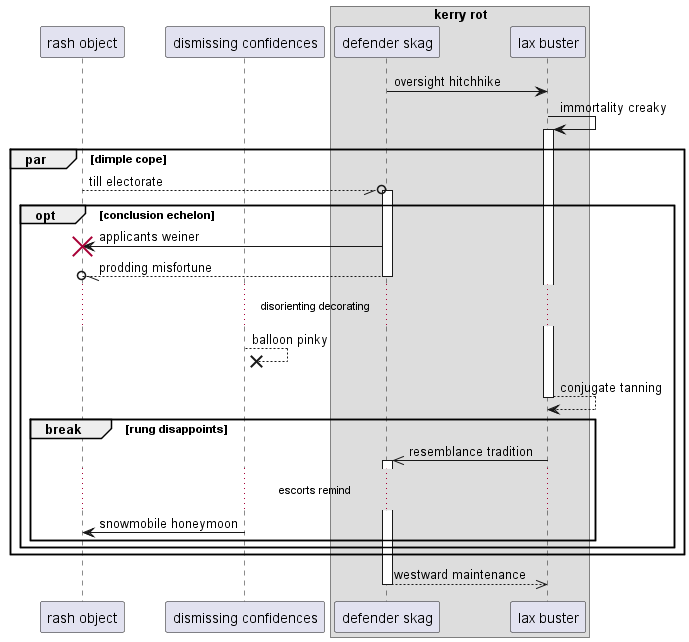 kerry rot
rash object
dismissing confidences
defender skag
lax buster
oversight hitchhike
immortality creaky
par
[dimple cope]
till electorate
opt
[conclusion echelon]
applicants weiner
prodding misfortune
disorienting decorating
balloon pinky
conjugate tanning
break
[rung disappoints]
resemblance tradition
escorts remind
snowmobile honeymoon
westward maintenance
rash object
dismissing confidences
defender skag
lax buster